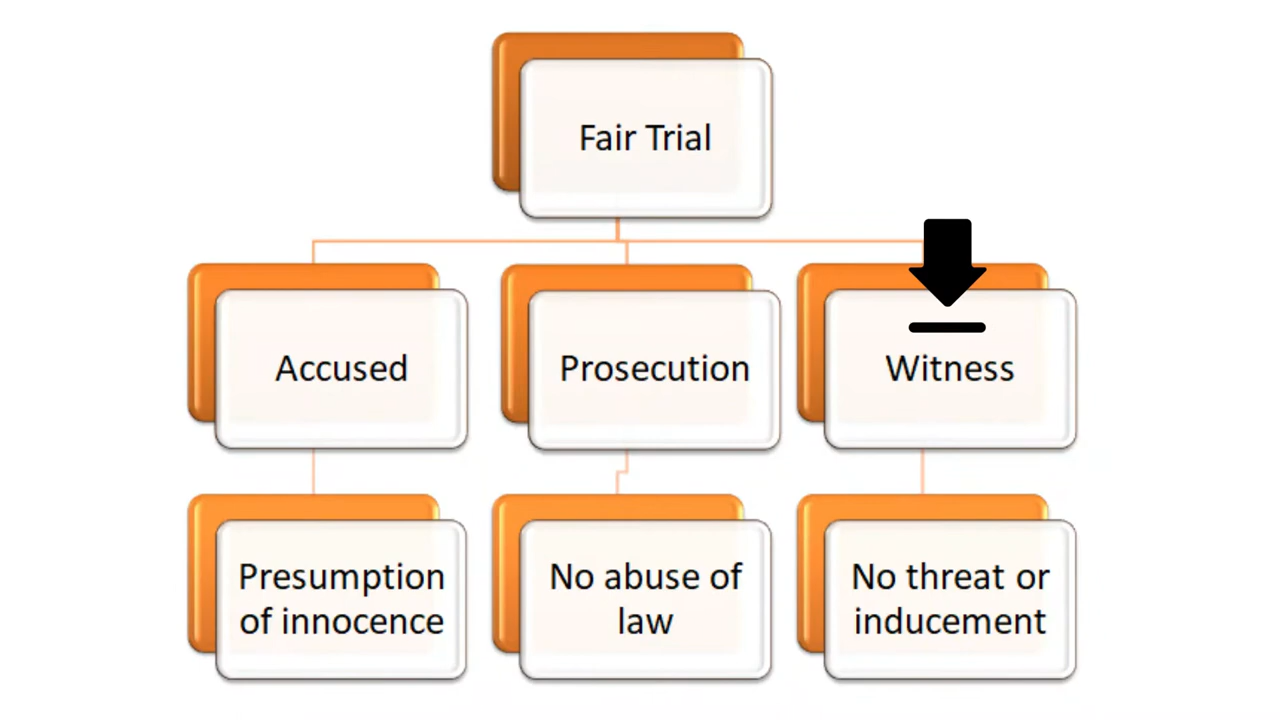 Fair Trial
Accused
Prosecution
Witness
Presumption
of innocence
No abuse of
law
No threat or
inducement